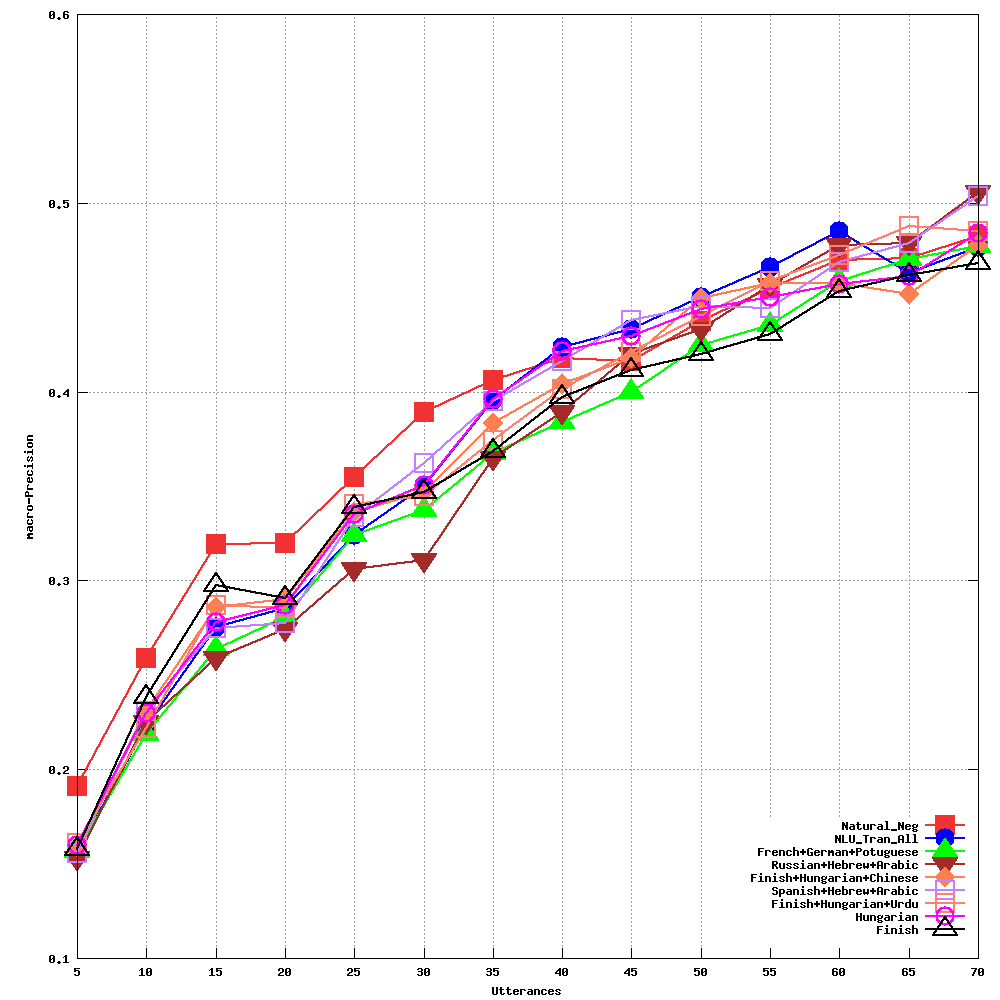 0.6
0.5
0.4
0.3
0.2
0.1
macro-Precision
5 10 15 20 25 30 35 40 45 50 55 60 65 70
Utterances
Natural_Neg
NLU_Tran_All
French+German+Potuguese
Russian+Hebrew+Arabic
Finish+Hungarian+Chinese
Spanish+Hebrew+Arabic
Finish+Hungarian+Urdu
Hungarian
Finish